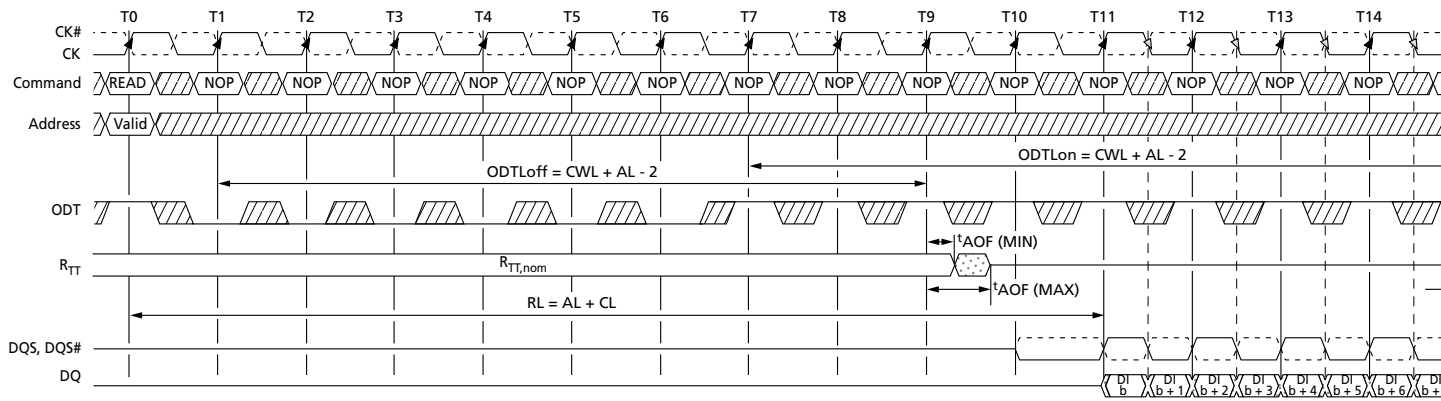 T0 T1 T2 T3 T4 T5 T6 T7 T8 T9 T10 T11 T12 T13 T14
CK#
CK
Command READ NOP NOP NOP NOP NOP NOP NOP NOP NOP NOP NOP NOP NOP NOP
Address Valid
ODTLon = CWL + AL - 2
ODTLoff = CWL + AL - 2
ODT
tAOF (MIN)
RTT RTT,nom
tAOF (MAX)
RL = AL + CL
DQS, DQS#
DQ
DI b DI b + 1 DI b + 2 DI b + 3 DI b + 4 DI b + 5 DI b + 6